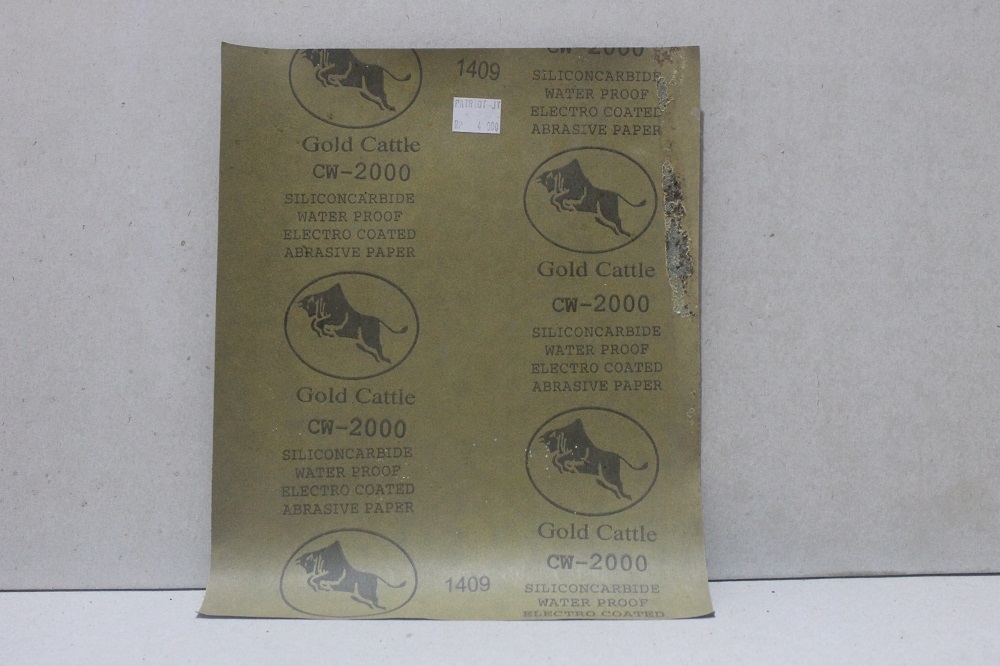 Gold Cattle
CW-2000
SILICONCARBIDE
WATER PROOF
ELECTRO COATED
ABRASIVE PAPER
Gold Cattle
CW-2000
SILICONCARBIDE
WATER PROOF
ELECTRO COATED
ABRASIVE PAPER
1409
1409
CW-2000
SILICONCARBIDE
WATER PROOF
ELECTRO COATED
ABRASIVE PAPER
Gold Cattle
CW-2000
SILICONCARBIDE
WATER PROOF
ELECTRO COATED
ABRASIVE PAPER
Gold Cattle
CW-2000
SILICONCARBIDE
WATER PROOF
ELECTRO COATED